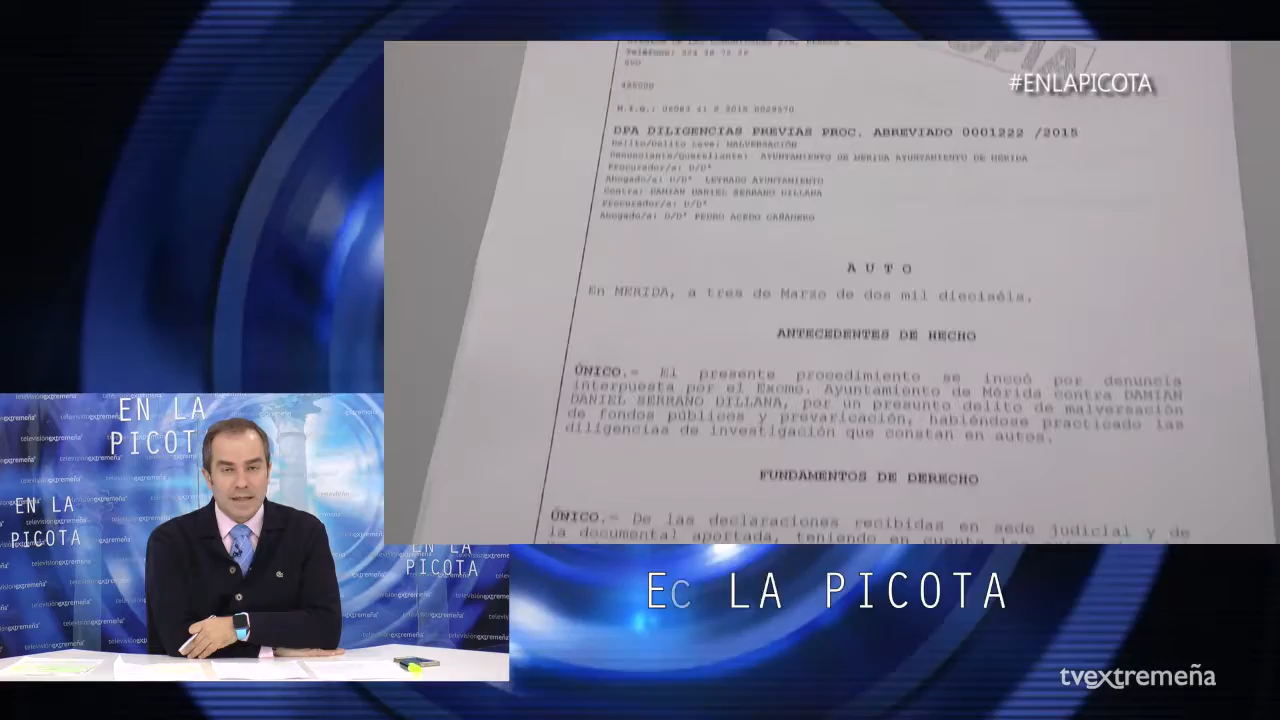 #ENLAPICOTA
DPA DILIGENCIAS PREVIAS PROC. ABREVIADO 0001222 /2015
Delito/Delito Leve: MALVERSACIÓN
Denunciante/Querellante: AYUNTAMIENTO DE MERIDA AYUNTAMIENTO DE MERIDA
Procurador/a: D/Dª
Abogado/a: D/Dª LETRADO AYUNTAMIENTO
Contra: DAMIAN DANIEL SERRANO DILLANA
Procurador/a: D/Dª
Abogado/a: D/Dª PEDRO ACEDO
A U T O
En MERIDA, a tres de Marzo de dos mil dieciséis.
ANTECEDENTES DE HECHO
ÚNICO.- El presente procedimiento se incoó por denuncia
interpuesta por el Excmo. Ayuntamiento de Mérida contra DAMIAN
DANIEL SERRANO DILLANA, por un presunto delito de malversación
de fondos públicos y prevaricación, habiéndose practicado las
diligencias de investigación que constan en autos.
FUNDAMENTOS DE DERECHO
ÚNICO.- De las declaraciones recibidas en sede judicial y de
la documental aportada, teniendo en cuenta
EN LA
PICOTA
EN LA
PICOTA
EN LA
PICOTA
televisiónextremeña
Ec LA PICOTA
tvextremeña